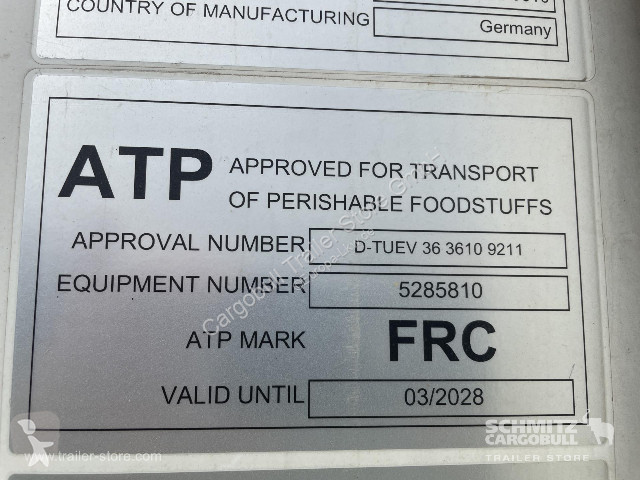 COUNTRY OF MANUFACTURING Germany
ATP APPROVED FOR TRANSPORT
OF PERISHABLE FOODSTUFFS
APPROVAL NUMBER D-TUEV 36 3610 9211
EQUIPMENT NUMBER 5285810
ATP MARK FRC
VALID UNTIL 03/2028
Cargobull Trailer Store
SCHMITZ
CARGOBULL
www.trailer-store.com